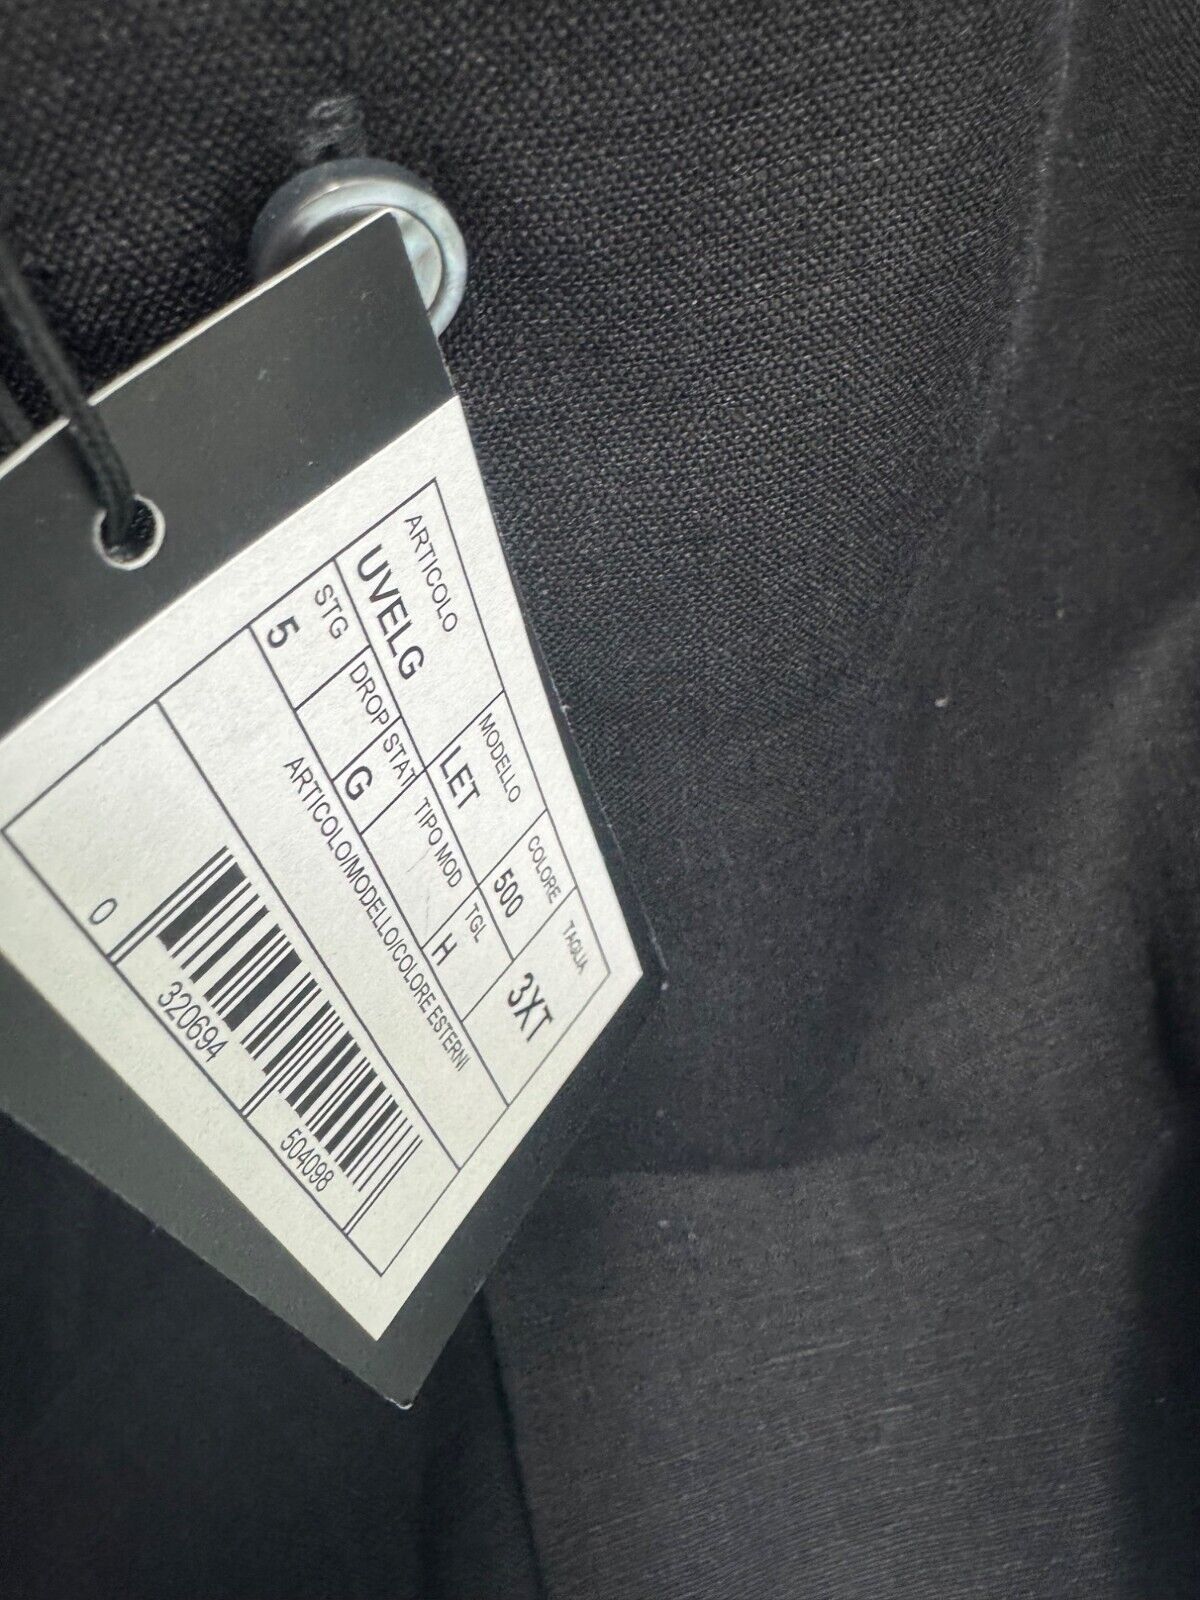 ARTICOLO MODELLO COLORE TAGLIA
UVELG LET 500 3XT
STG DROP STAT TIPO MOD TGL
5 G H
ARTICOLO/MODELLO/COLORE ESTERNI
0 320694 504098